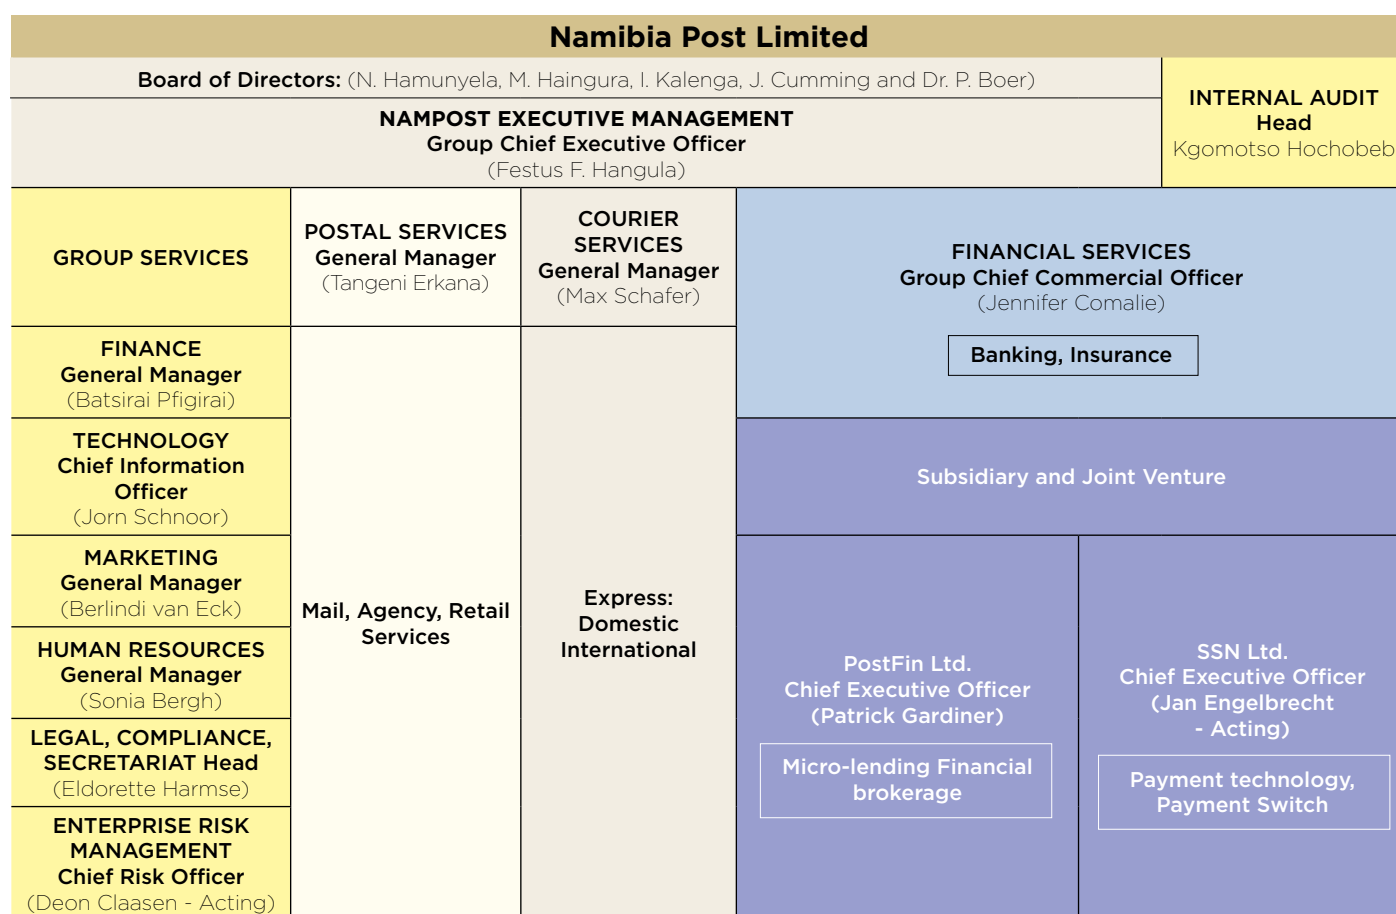 Namibia Post Limited
Board of Directors: (N. Hamunyela, M. Haingura, I. Kalenga, J. Cumming and Dr. P. Boer)
NAMPOST EXECUTIVE MANAGEMENT
Group Chief Executive Officer
(Festus F. Hangula)
INTERNAL AUDIT
Head
Kgomotso Hochobeb
GROUP SERVICES
POSTAL SERVICES
General Manager
(Tangeni Erkana)
COURIER
SERVICES
General Manager
(Max Schafer)
FINANCIAL SERVICES
Group Chief Commercial Officer
(Jennifer Comalie)
Banking, Insurance
FINANCE
General Manager
(Batsirai Pfigirai)
TECHNOLOGY
Chief Information
Officer
(Jorn Schnoor)
MARKETING
General Manager
(Berlindi van Eck)
HUMAN RESOURCES
General Manager
(Sonia Bergh)
LEGAL, COMPLIANCE,
SECRETARIAT Head
(Eldorette Harmse)
ENTERPRISE RISK
MANAGEMENT
Chief Risk Officer
(Deon Claasen - Acting)
Mail, Agency, Retail
Services
Express:
Domestic
International
Subsidiary and Joint Venture
PostFin Ltd.
Chief Executive Officer
(Patrick Gardiner)
Micro-lending Financial
brokerage
SSN Ltd.
Chief Executive Officer
(Jan Engelbrecht
- Acting)
Payment technology,
Payment Switch